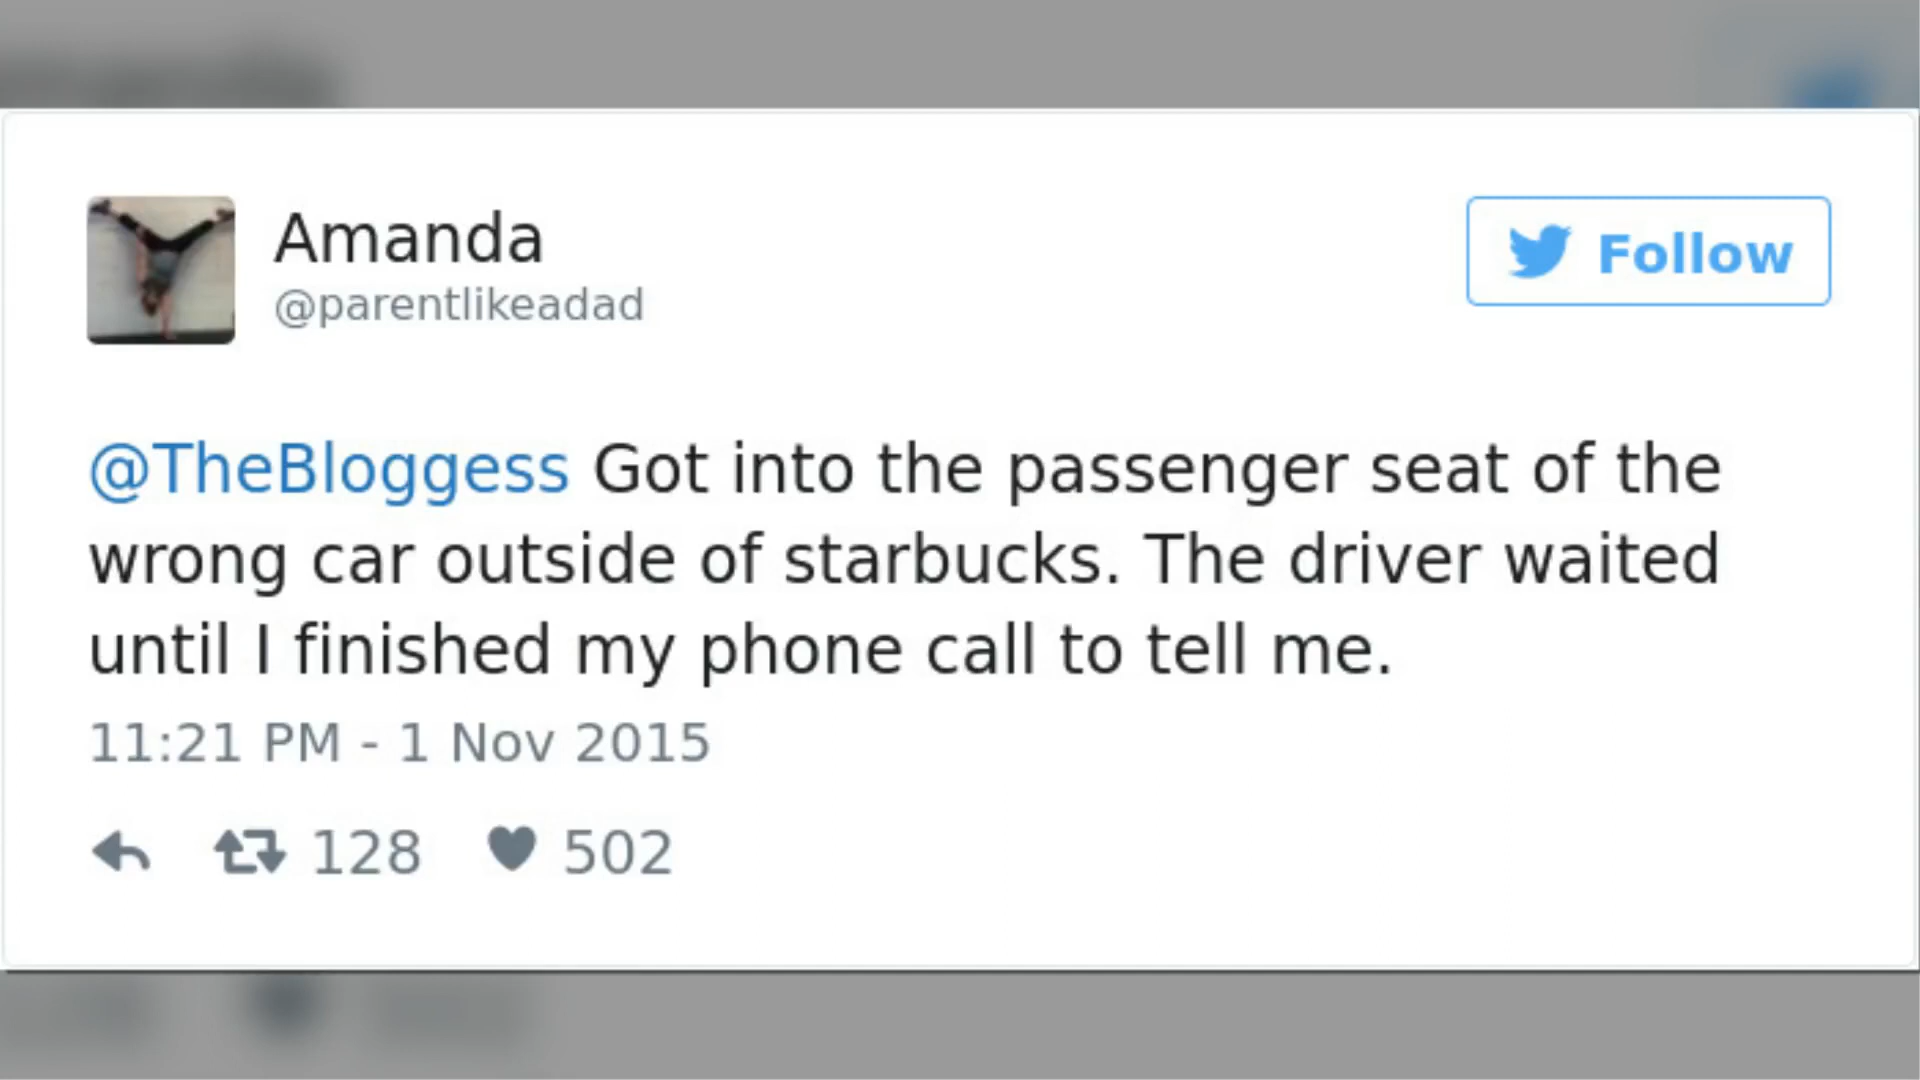 Amanda
@parentlikeadad
Follow
@TheBloggess Got into the passenger seat of the
wrong car outside of starbucks. The driver waited
until I finished my phone call to tell me.
11:21 PM - 1 Nov 2015
128 502